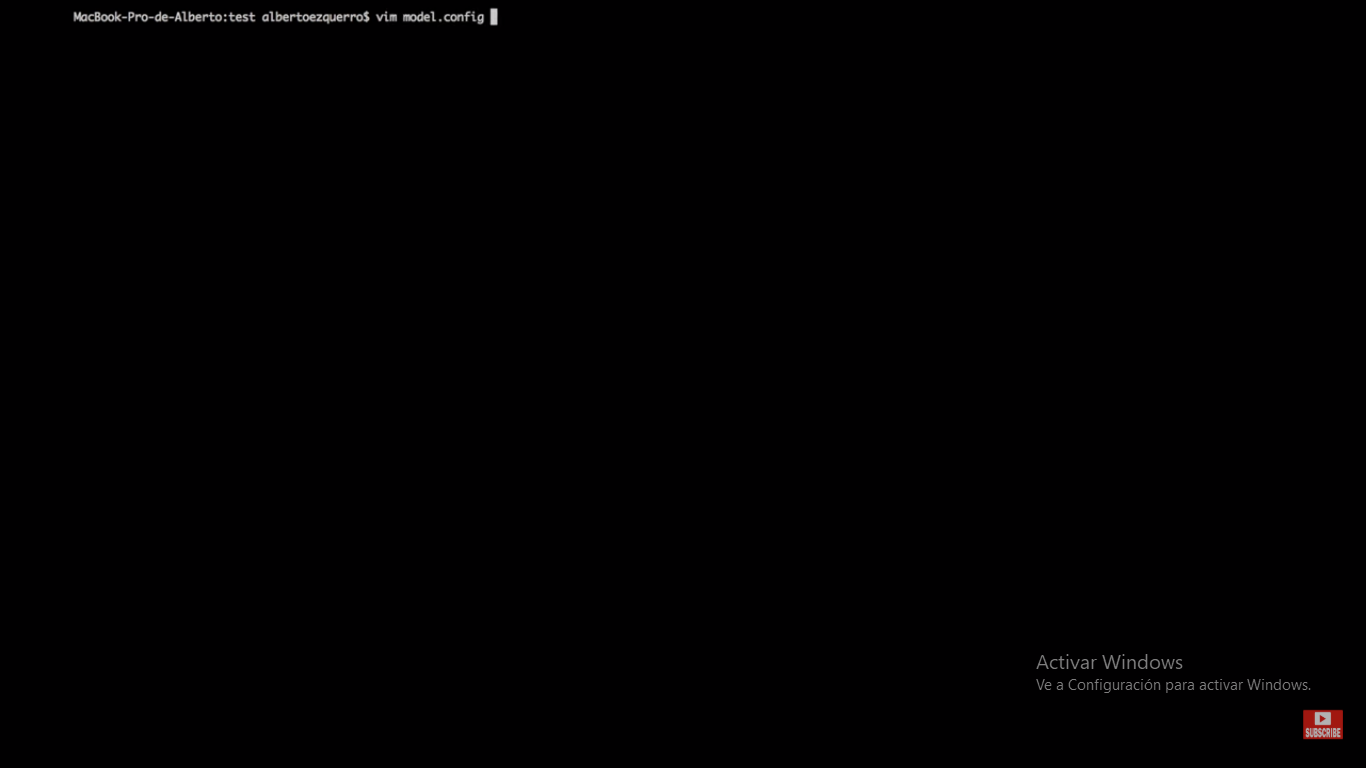 MacBook-Pro-de-Alberto:test albertoezquerro$ vim model.config
Activar Windows
Ve a Configuración para activar Windows.
SUBSCRIBE